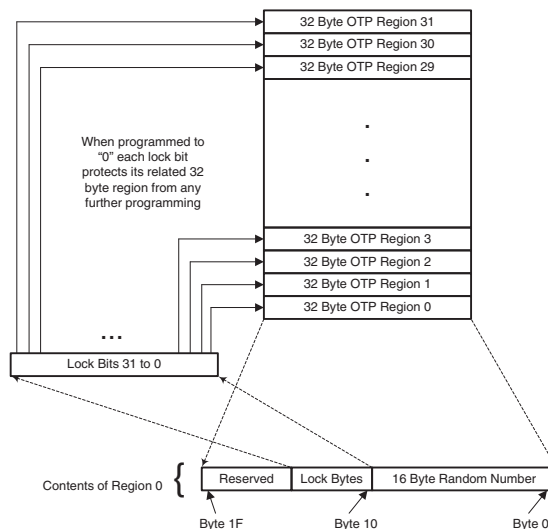 32 Byte OTP Region 31
32 Byte OTP Region 30
32 Byte OTP Region 29
When programmed to
“0” each lock bit
protects its related 32
byte region from any
further programming
.
.
.
32 Byte OTP Region 3
32 Byte OTP Region 2
32 Byte OTP Region 1
32 Byte OTP Region 0
...
Lock Bits 31 to 0
Contents of Region 0 {
Reserved
Lock Bytes
16 Byte Random Number
Byte 1F
Byte 10
Byte 0